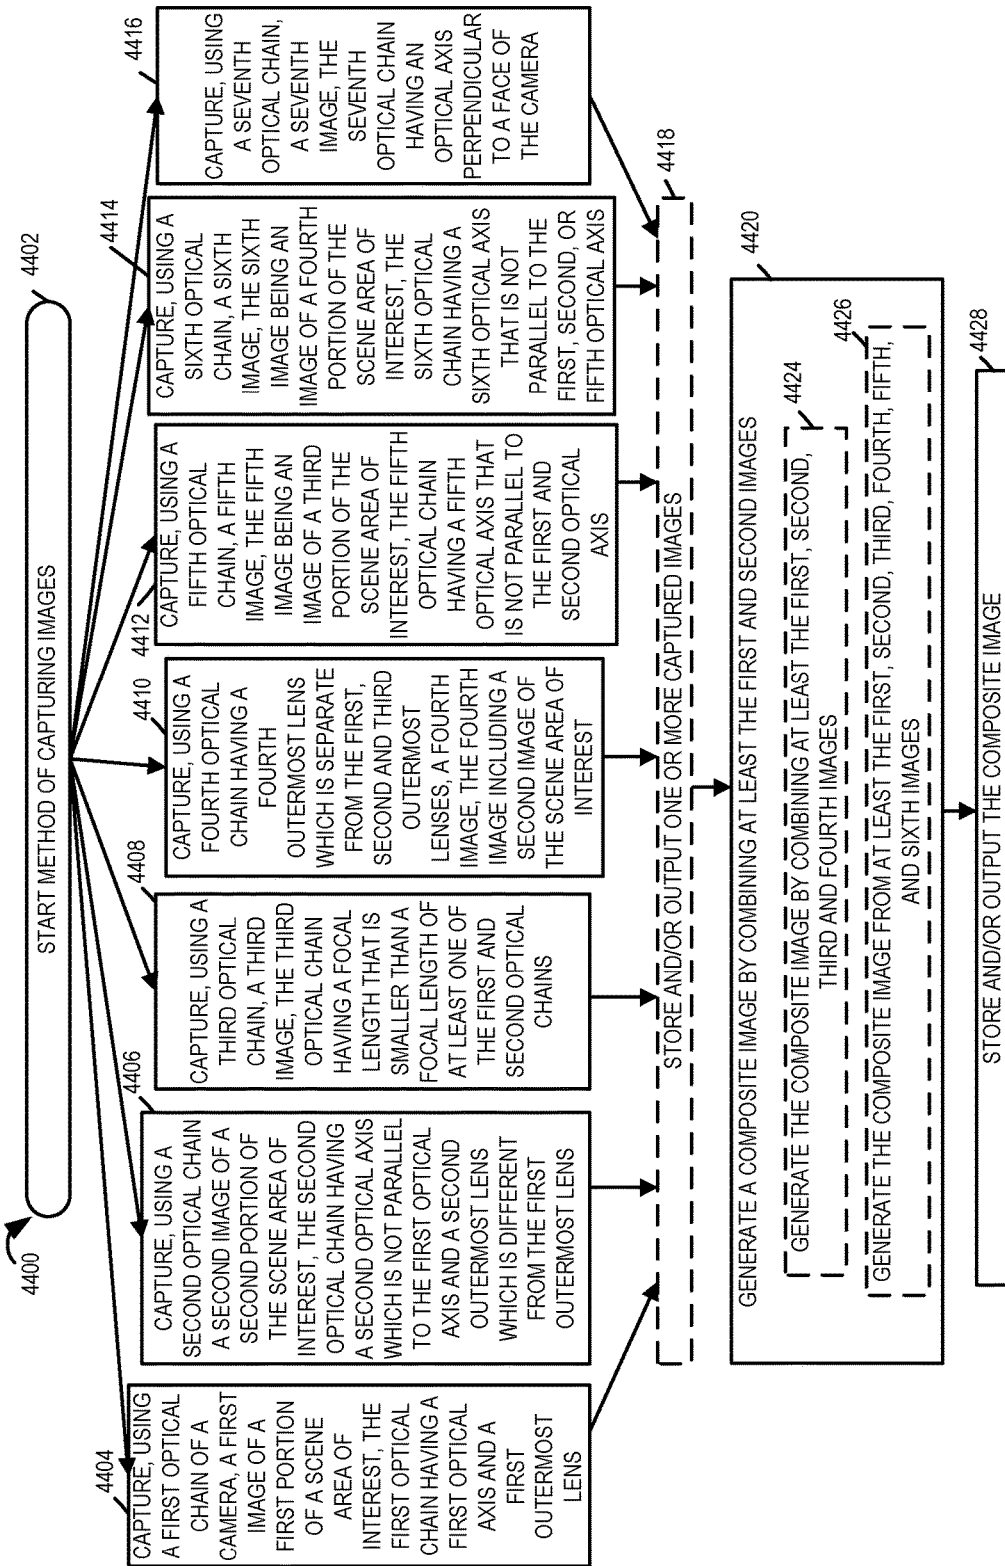 4400
START METHOD OF CAPTURING IMAGES
4402
4404
CAPTURE, USING
A FIRST OPTICAL
CHAIN OF A
CAMERA, A FIRST
IMAGE OF A
FIRST PORTION
OF A SCENE
AREA OF
INTEREST, THE
FIRST OPTICAL
CHAIN HAVING A
FIRST OPTICAL
AXIS AND A
FIRST
OUTERMOST
LENS
4406
CAPTURE, USING A
SECOND OPTICAL CHAIN
A SECOND IMAGE OF A
SECOND PORTION OF
THE SCENE AREA OF
INTEREST, THE SECOND
OPTICAL CHAIN HAVING
A SECOND OPTICAL AXIS
WHICH IS NOT PARALLEL
TO THE FIRST OPTICAL
AXIS AND A SECOND
OUTERMOST LENS
WHICH IS DIFFERENT
FROM THE FIRST
OUTERMOST LENS
4408
CAPTURE, USING A
THIRD OPTICAL
CHAIN, A THIRD
IMAGE, THE THIRD
OPTICAL CHAIN
HAVING A FOCAL
LENGTH THAT IS
SMALLER THAN A
FOCAL LENGTH OF
AT LEAST ONE OF
THE FIRST AND
SECOND OPTICAL
CHAINS
4410
CAPTURE, USING A
FOURTH OPTICAL
CHAIN HAVING A
FOURTH
OUTERMOST LENS
WHICH IS SEPARATE
FROM THE FIRST,
SECOND AND THIRD
OUTERMOST
LENSES, A FOURTH
IMAGE, THE FOURTH
IMAGE INCLUDING A
SECOND IMAGE OF
THE SCENE AREA OF
INTEREST
4412
CAPTURE, USING A
FIFTH OPTICAL
CHAIN, A FIFTH
IMAGE, THE FIFTH
IMAGE BEING AN
IMAGE OF A THIRD
PORTION OF THE
SCENE AREA OF
INTEREST, THE FIFTH
OPTICAL CHAIN
HAVING A FIFTH
OPTICAL AXIS THAT
IS NOT PARALLEL TO
THE FIRST AND
SECOND OPTICAL
AXIS
4414
CAPTURE, USING A
SIXTH OPTICAL
CHAIN, A SIXTH
IMAGE, THE SIXTH
IMAGE BEING AN
IMAGE OF A FOURTH
PORTION OF THE
SCENE AREA OF
INTEREST, THE
SIXTH OPTICAL
CHAIN HAVING A
SIXTH OPTICAL AXIS
THAT IS NOT
PARALLEL TO THE
FIRST, SECOND, OR
FIFTH OPTICAL AXIS
4416
CAPTURE, USING
A SEVENTH
OPTICAL CHAIN,
A SEVENTH
IMAGE, THE
SEVENTH
OPTICAL CHAIN
HAVING AN
OPTICAL AXIS
PERPENDICULAR
TO A FACE OF
THE CAMERA
STORE AND/OR OUTPUT ONE OR MORE CAPTURED IMAGES
4418
4420
GENERATE A COMPOSITE IMAGE BY COMBINING AT LEAST THE FIRST AND SECOND IMAGES
4424
GENERATE THE COMPOSITE IMAGE BY COMBINING AT LEAST THE FIRST, SECOND,
THIRD AND FOURTH IMAGES
4426
GENERATE THE COMPOSITE IMAGE FROM AT LEAST THE FIRST, SECOND, THIRD, FOURTH, FIFTH,
AND SIXTH IMAGES
4428
STORE AND/OR OUTPUT THE COMPOSITE IMAGE